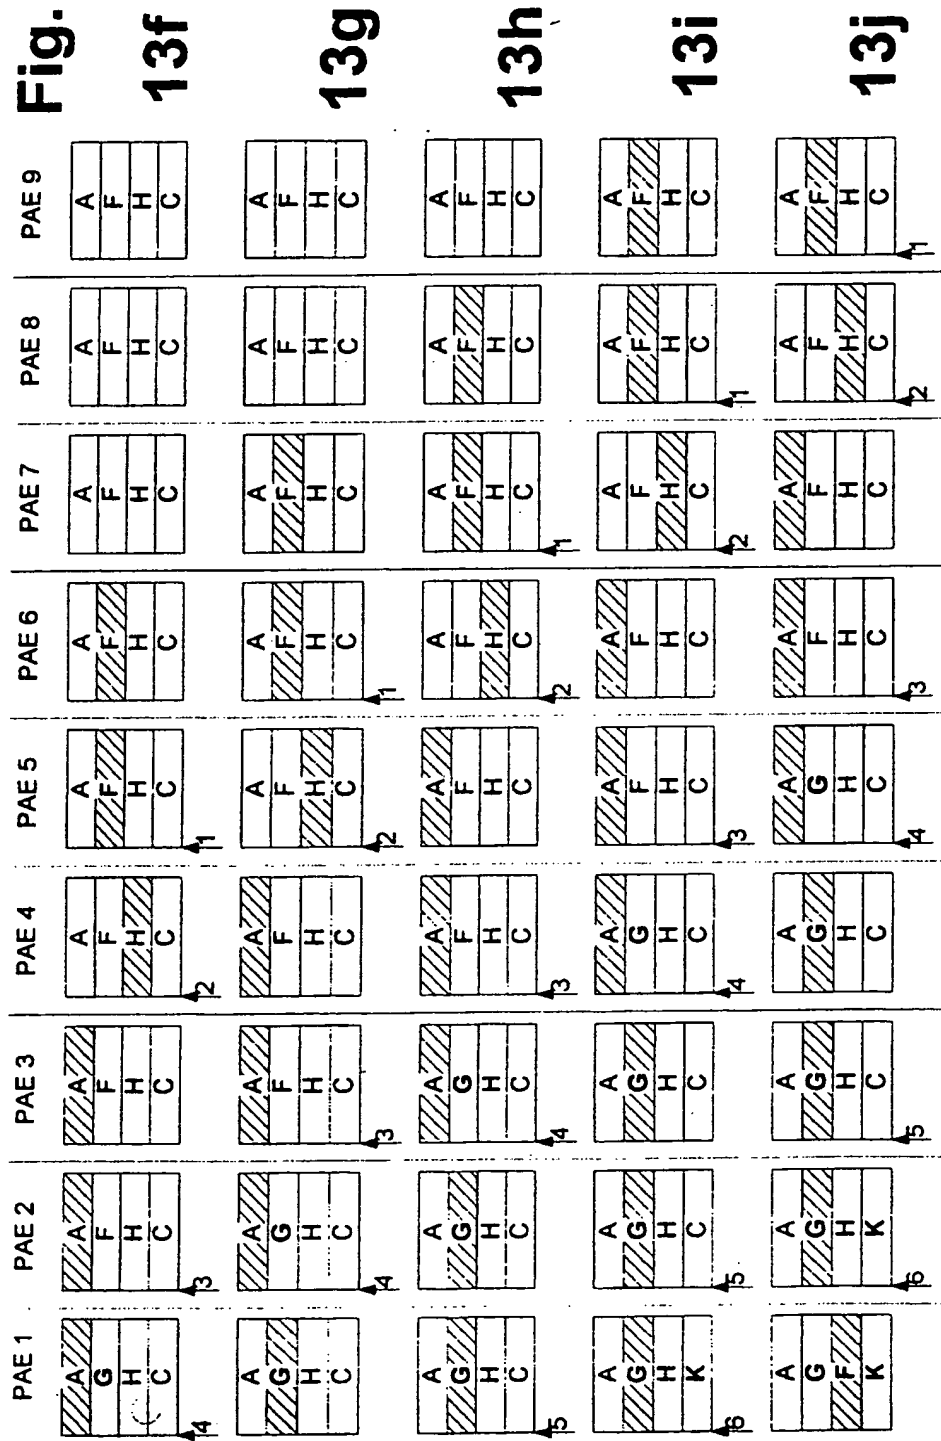 PAE 1 PAE 2 PAE 3 PAE 4 PAE 5 PAE 6 PAE 7 PAE 8 PAE 9 Fig.
A A A A A A A A A
G F F F F F F F F
H H H H H H H H H
C C C C C C C C C
4 3 2 1
13f
A A A A A A A A A
G G F F F F F F F
H H H H H H H H H
C C C C C C C C C
4 3 2 1
13g
A A A A A A A A A
G G G F F F F F F
H H H H H H H H H
C C C C C C C C C
5 4 3 2 1
13h
A A A A A A A A A
G G G G F F F F F
H H H H H H H H H
K C C C C C C C C
6 5 4 3 2 1
13i
A A A A A A A A A
G G G G G F F F F
F H H H H H H H H
K K C C C C C C C
6 5 4 3 2 1
13j